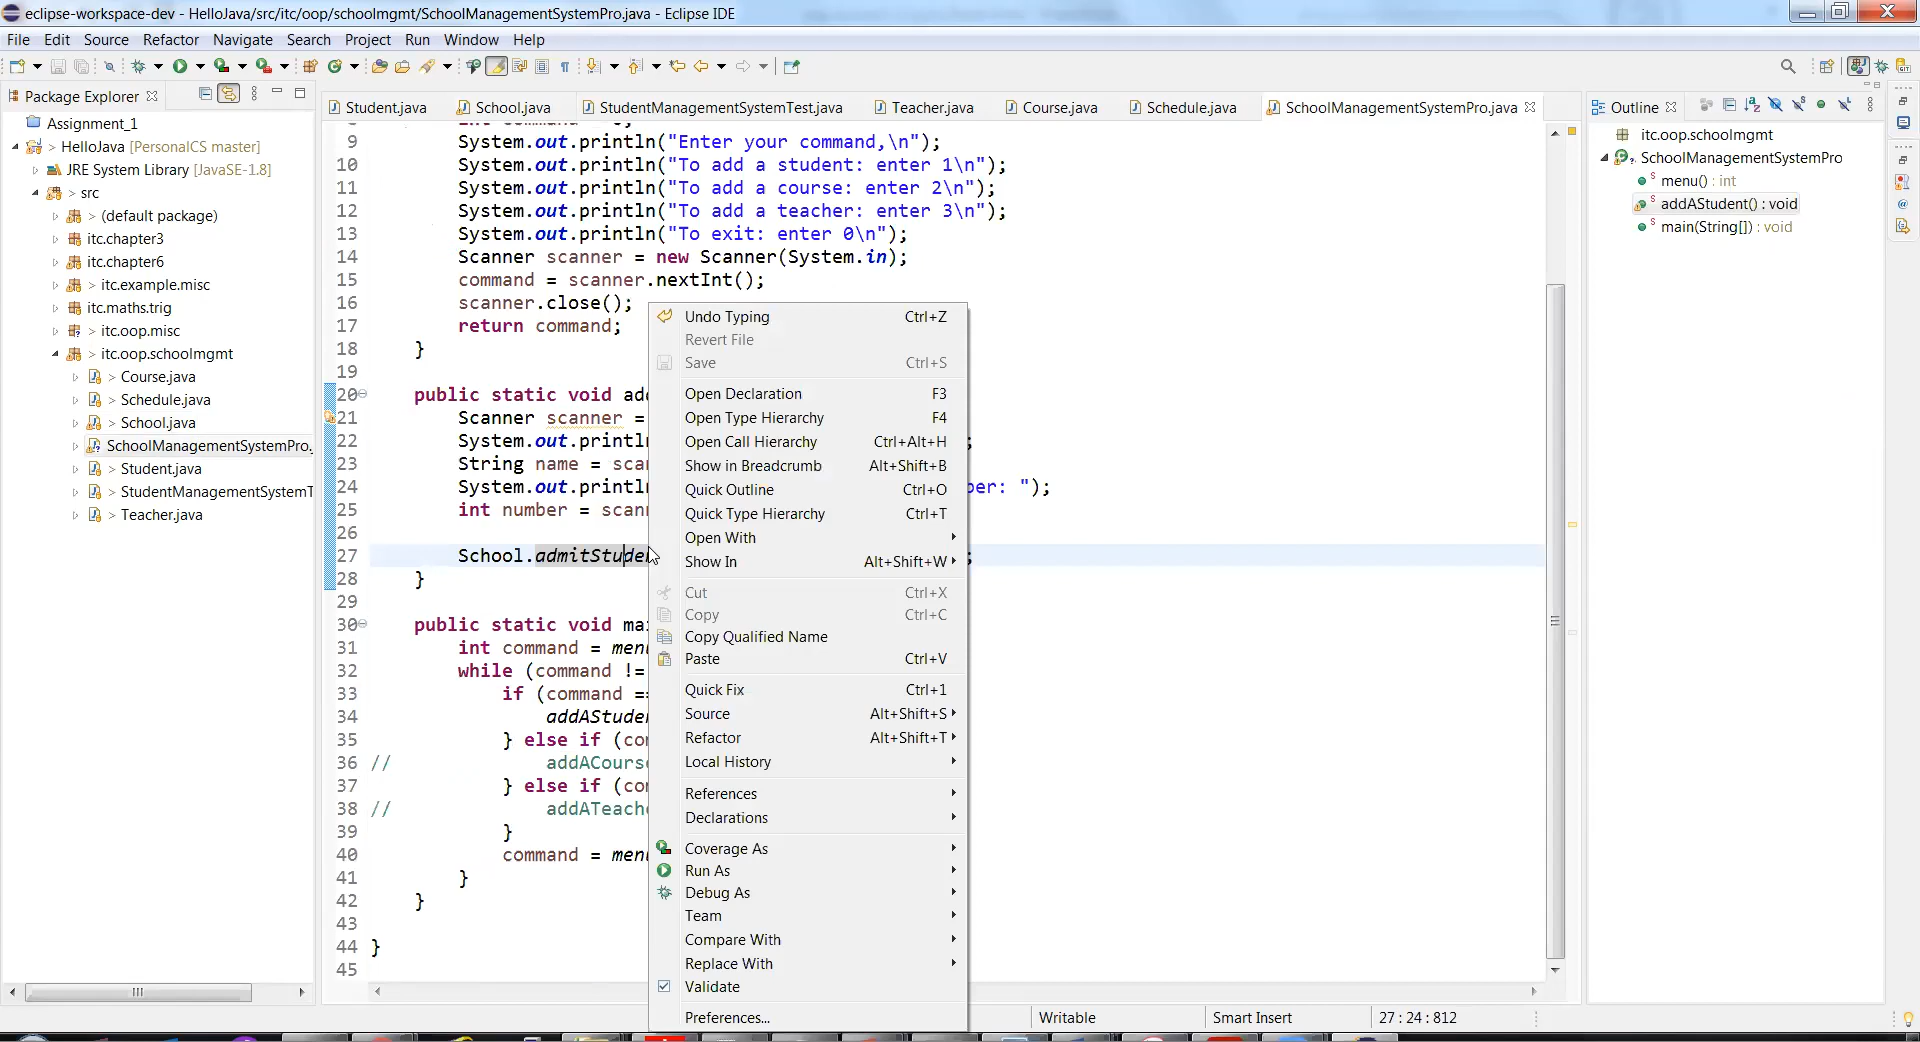 eclipse-workspace-dev - HelloJava/src/itc/oop/schoolmgmt/SchoolManagementSystemPro.java - Eclipse IDE
File Edit Source Refactor Navigate Search Project Run Window Help
Package Explorer
Assignment_1
> HelloJava [PersonalCS master]
JRE System Library [JavaSE-1.8]
> src
> (default package)
itc.chapter3
itc.chapter6
> itc.example.misc
itc.maths.trig
> itc.oop.misc
> itc.oop.schoolmgmt
> Course.java
> Schedule.java
> School.java
> SchoolManagementSystemPro.
> Student.java
> StudentManagementSystemT
> Teacher.java
Student.java School.java StudentManagementSystemTest.java Teacher.java Course.java Schedule.java SchoolManagementSystemPro.java
9 System.out.println("Enter your command,\n");
10 System.out.println("To add a student: enter 1\n");
11 System.out.println("To add a course: enter 2\n");
12 System.out.println("To add a teacher: enter 3\n");
13 System.out.println("To exit: enter 0\n");
14 Scanner scanner = new Scanner(System.in);
15 command = scanner.nextInt();
16 scanner.close();
17 return command;
18 }
19
20 public static void add
21 Scanner scanner =
22 System.out.println ;
23 String name = scan
24 System.out.println ber: ");
25 int number = scann
26
27 School.admitStuden ;
28 }
29
30 public static void mai
31 int command = menu
32 while (command !=
33 if (command ==
34 addAStuden
35 } else if (com
36 // addACourse
37 } else if (com
38 // addATeache
39 }
40 command = menu
41 }
42 }
43
44 }
45
Undo Typing Ctrl+Z
Revert File
Save Ctrl+S
Open Declaration F3
Open Type Hierarchy F4
Open Call Hierarchy Ctrl+Alt+H
Show in Breadcrumb Alt+Shift+B
Quick Outline Ctrl+O
Quick Type Hierarchy Ctrl+T
Open With
Show In Alt+Shift+W
Cut Ctrl+X
Copy Ctrl+C
Copy Qualified Name
Paste Ctrl+V
Quick Fix Ctrl+1
Source Alt+Shift+S
Refactor Alt+Shift+T
Local History
References
Declarations
Coverage As
Run As
Debug As
Team
Compare With
Replace With
Validate
Preferences...
Outline
itc.oop.schoolmgmt
SchoolManagementSystemPro
menu() : int
addAStudent() : void
main(String[]) : void
Writable Smart Insert 27 : 24 : 812